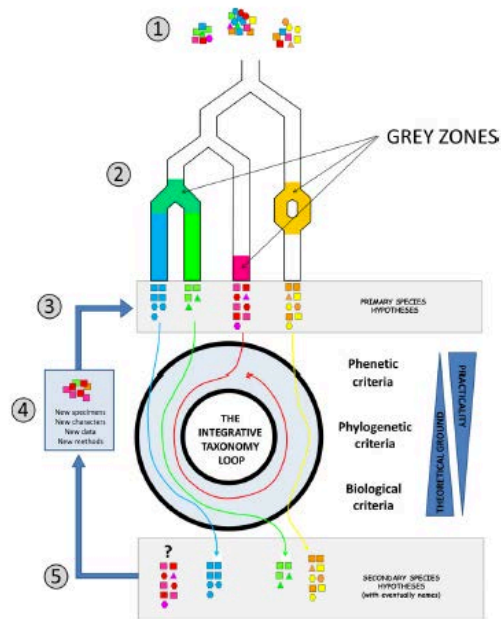 1
GREY ZONES
2
3
PRIMARY SPECIES
HYPOTHESES
Phenetic
criteria
4
New specimens
New characters
New data
New methods
THE
INTEGRATIVE
TAXONOMY
LOOP
Phylogenetic
criteria
THEORETICAL GROUND
PRACTICALITY
Biological
criteria
5
?
SECONDARY SPECIES
HYPOTHESES
(with eventually names)